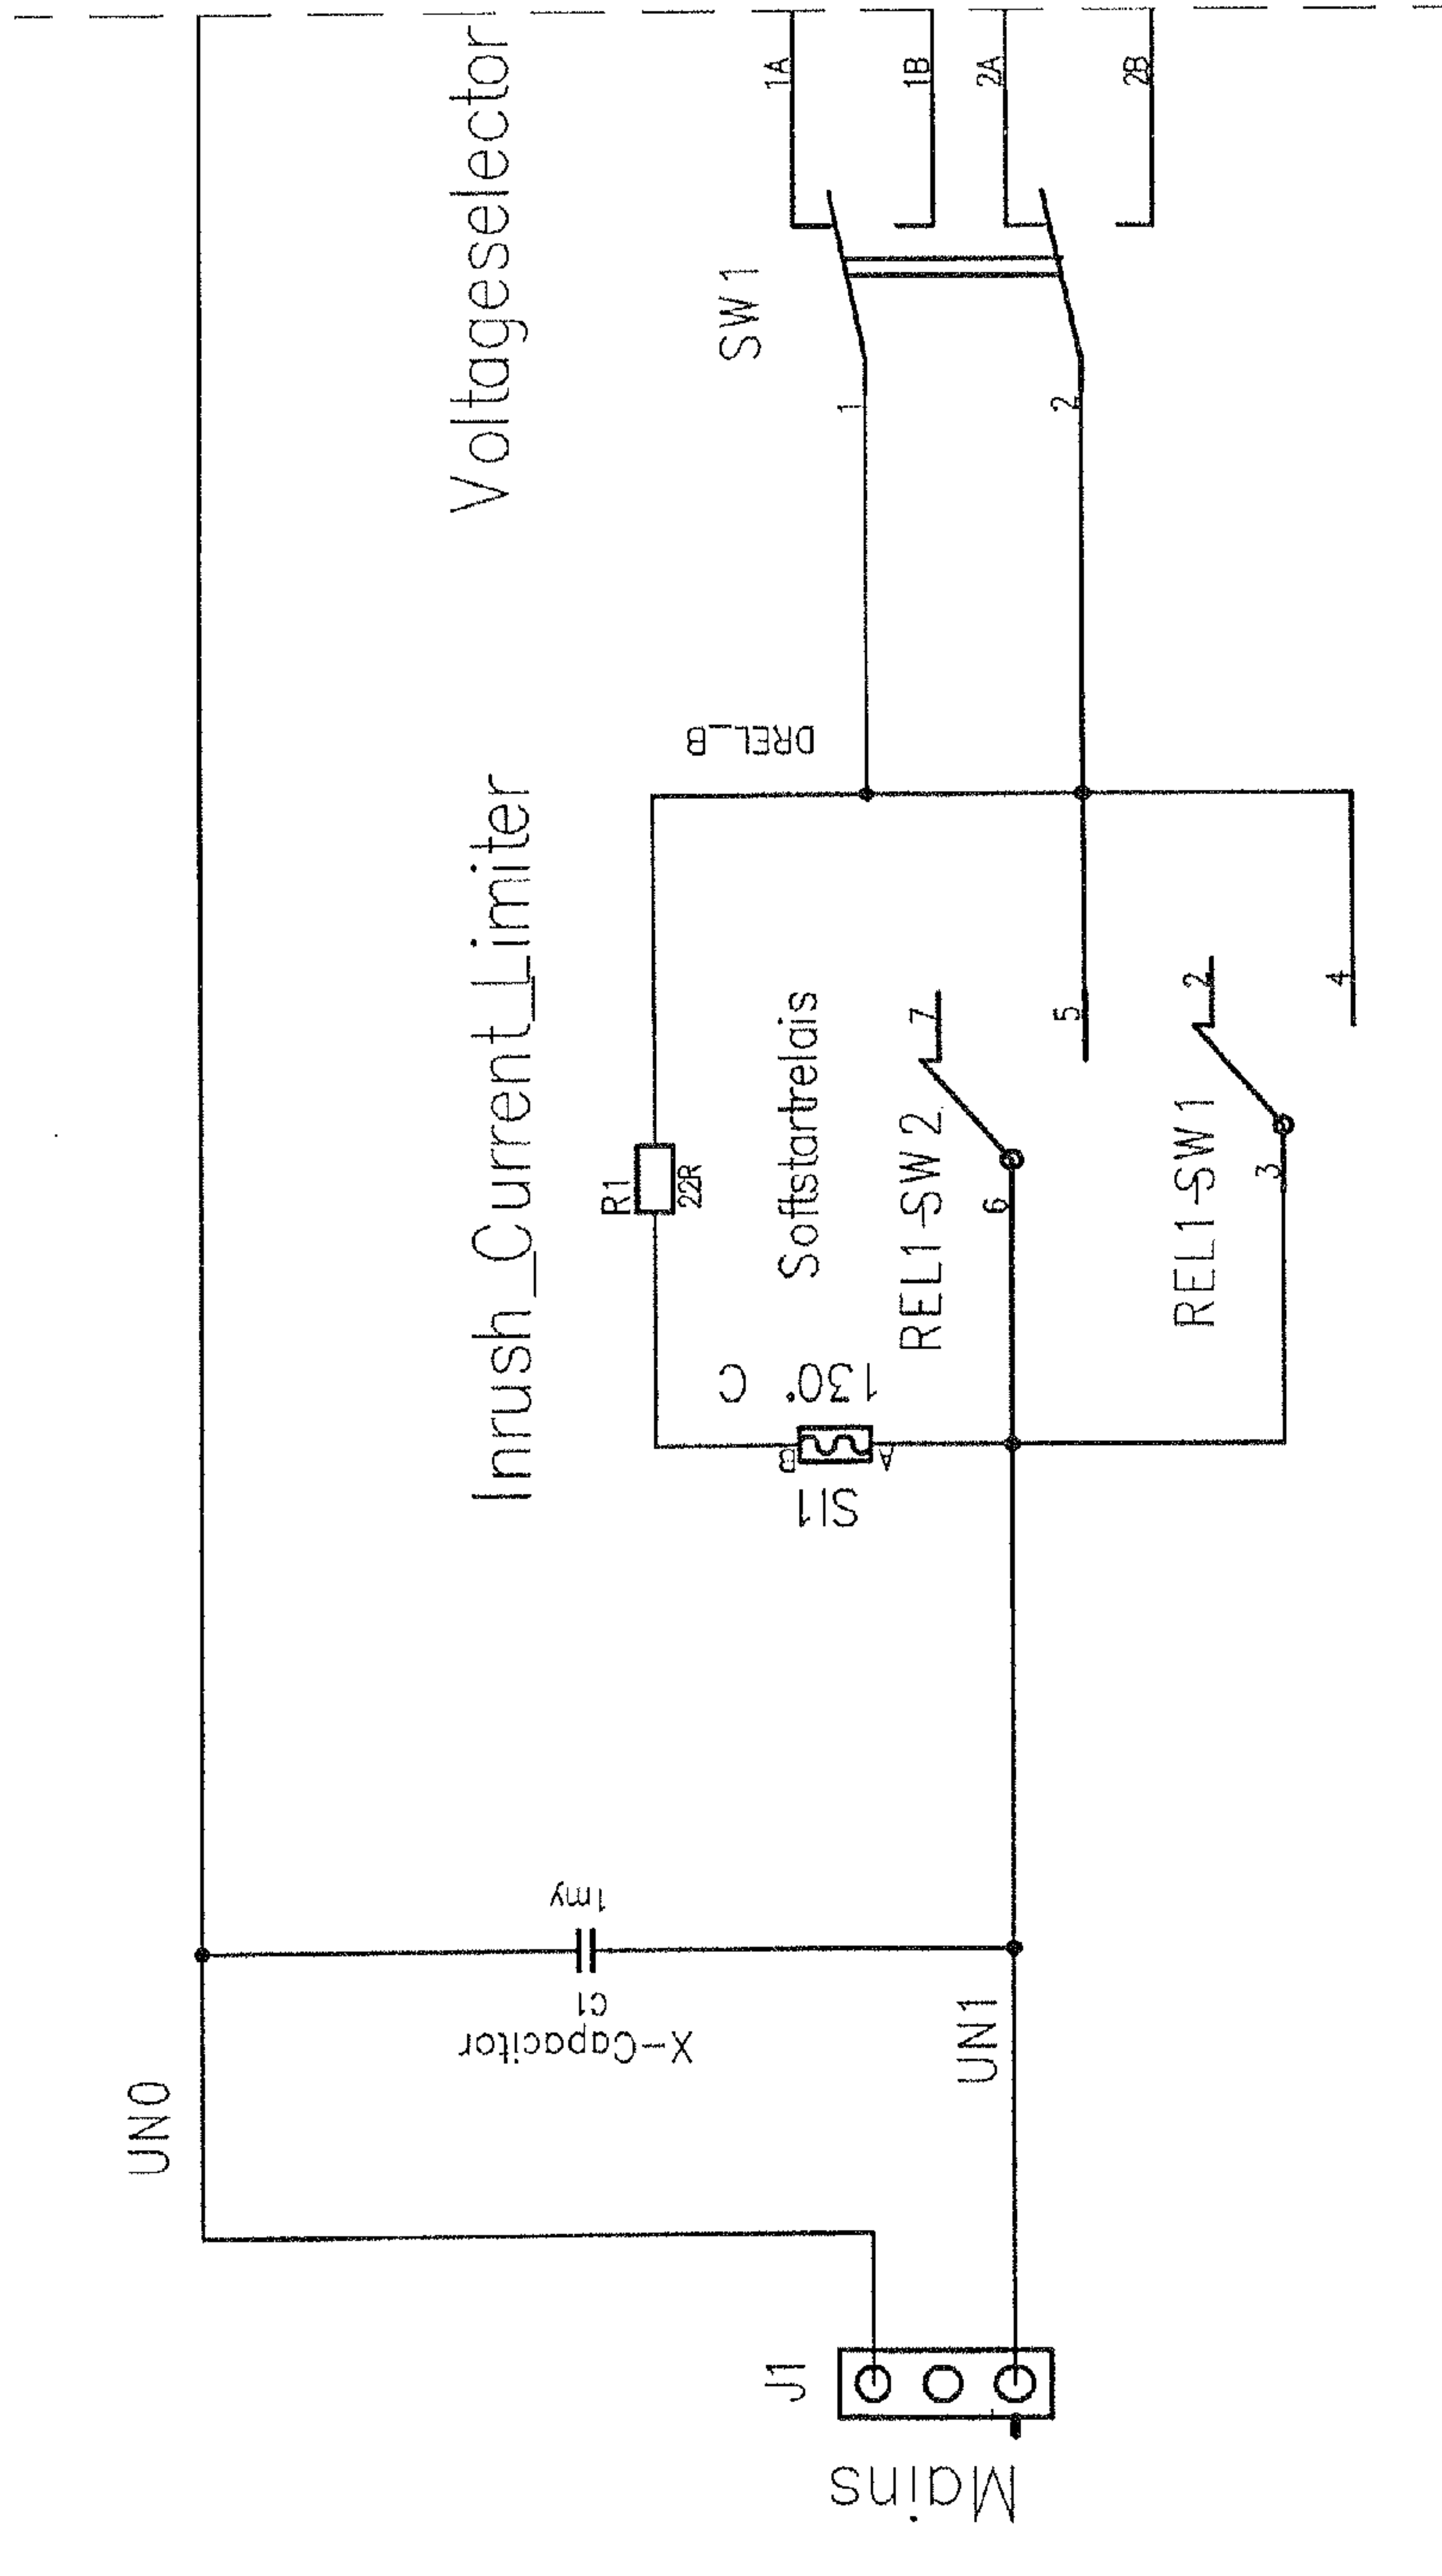 Voltageselector
1A
1B
2A
2B
SW1
1
2
DREL_B
Inrush_Current_Limiter
R1
22R
Softstartrelais
REL1-SW2
7
5
6
REL1-SW1
2
4
3
130° C
SI1
B
A
1my
C1
X-Capacitor
UN0
UN1
J1
1
Mains